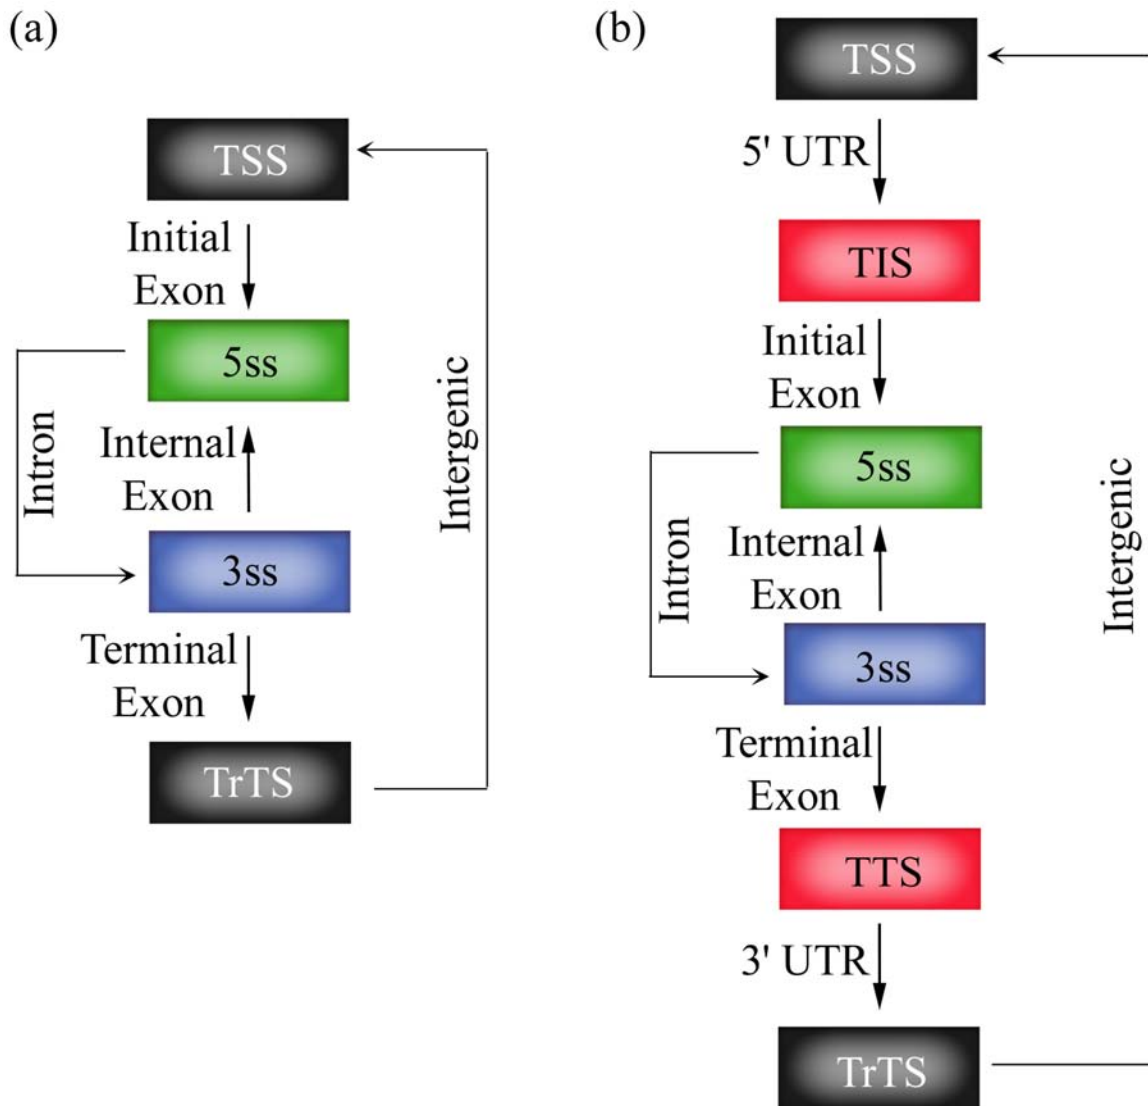 (a)
TSS
Initial
Exon
5ss
Intron
Internal
Exon
3ss
Terminal
Exon
TrTS
Intergenic
(b)
TSS
5' UTR
TIS
Initial
Exon
5ss
Intron
Internal
Exon
3ss
Terminal
Exon
TTS
3' UTR
TrTS
Intergenic